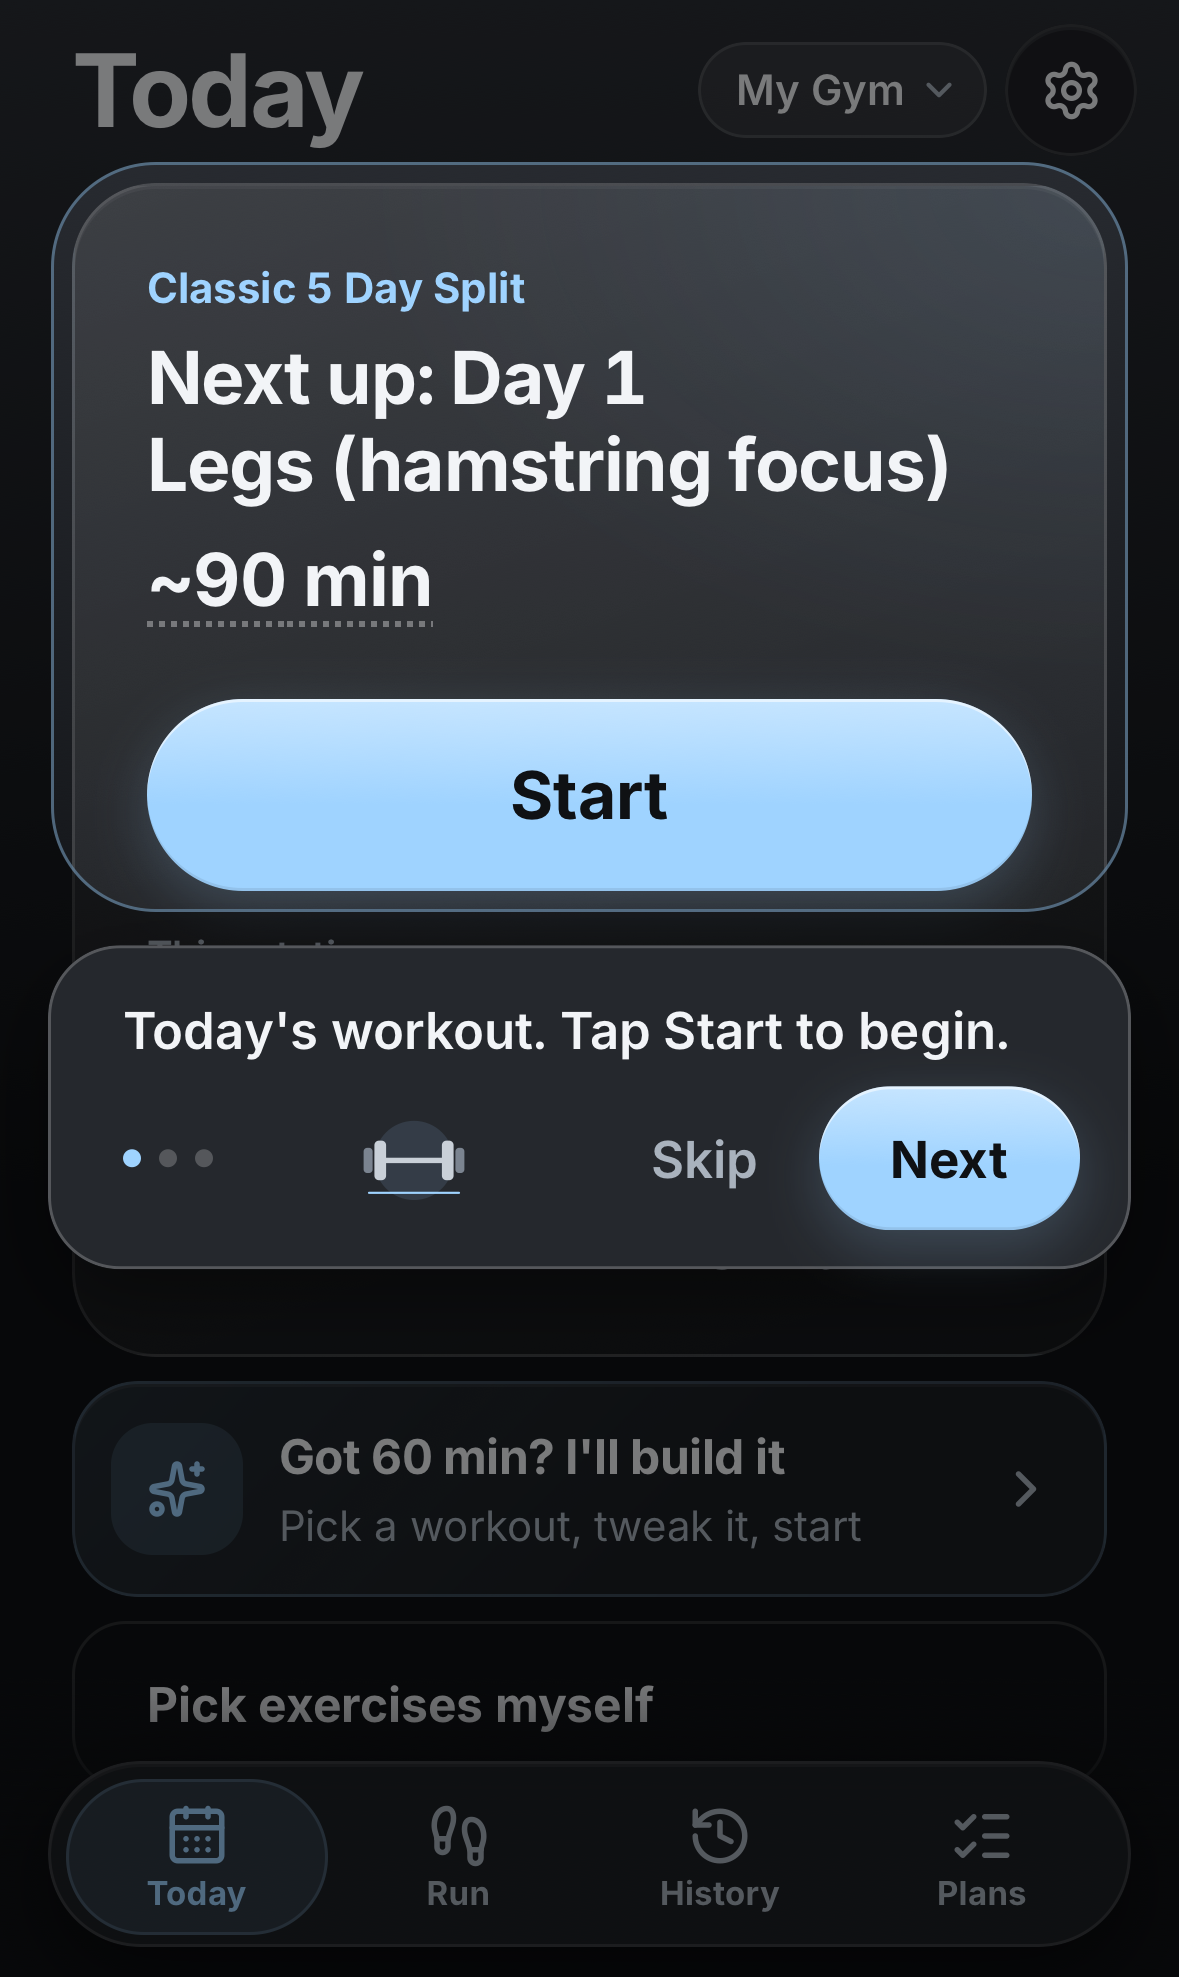 Today
My Gym
Classic 5 Day Split
Next up: Day 1
Legs (hamstring focus)
~90 min
Start
Today's workout. Tap Start to begin.
Skip
Next
Got 60 min? I'll build it
Pick a workout, tweak it, start
Pick exercises myself
Today
Run
History
Plans